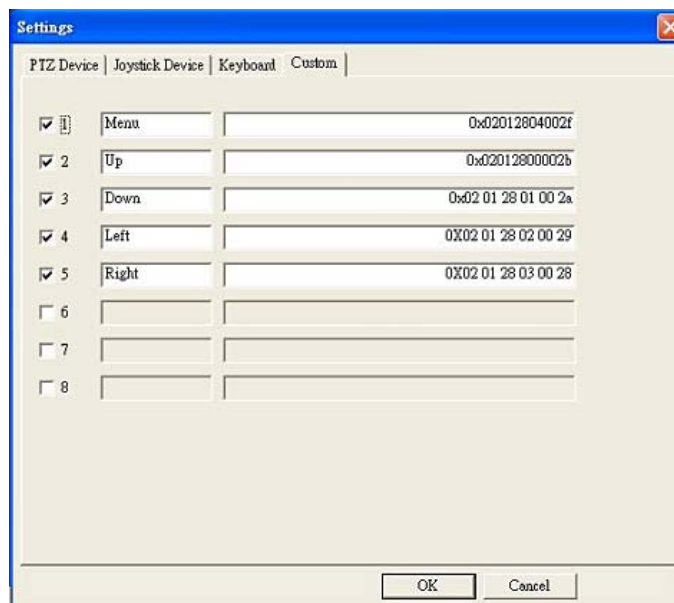 Settings
PTZ Device Joystick Device Keyboard Custom
1 Menu 0x02012804002f
2 Up 0x02012800002b
3 Down 0x02 01 28 01 00 2a
4 Left 0X02 01 28 02 00 29
5 Right 0X02 01 28 03 00 28
6
7
8
OK Cancel